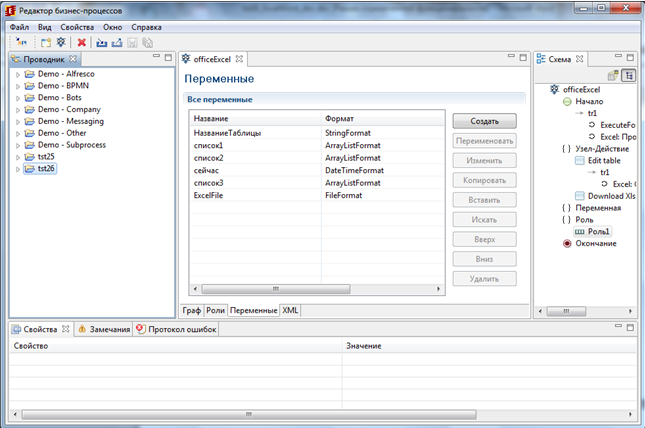 Редактор бизнес-процессов
Файл Вид Свойства Окно Справка
Проводник
Demo - Alfresco
Demo - BPMN
Demo - Bots
Demo - Company
Demo - Messaging
Demo - Other
Demo - Subprocess
tst25
tst26
officeExcel
Переменные
Все переменные
Название Формат
НазваниеТаблицы StringFormat
список1 ArrayListFormat
список2 ArrayListFormat
сейчас DateTimeFormat
список3 ArrayListFormat
ExcelFile FileFormat
Создать
Переименовать
Изменить
Копировать
Вставить
Искать
Вверх
Вниз
Удалить
Граф Роли Переменные XML
Схема
officeExcel
Начало
tr1
ExecuteFo
Excel: Про
Узел-Действие
Edit table
tr1
Excel: С
Download Xls
Переменная
Роль
Роль1
Окончание
Свойства Замечания Протокол ошибок
Свойство Значение